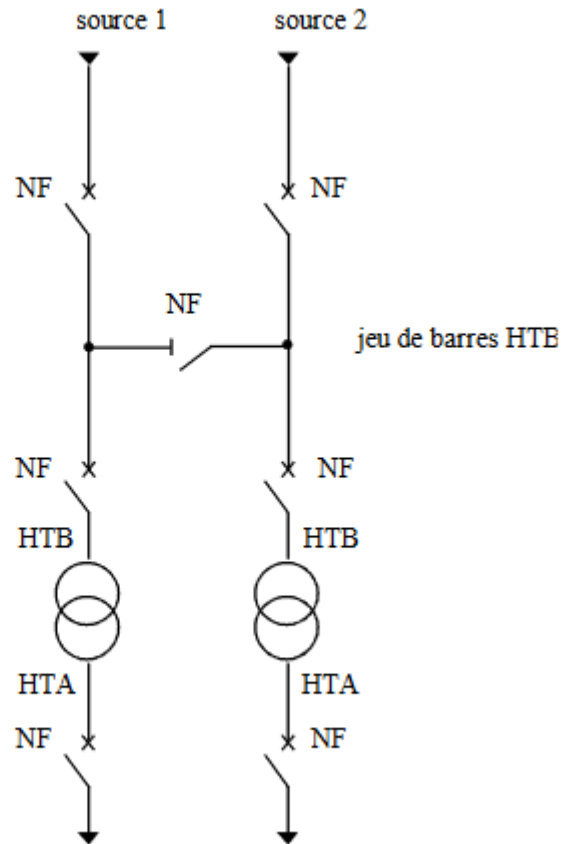 source 1
source 2
NF
NF
NF
jeu de barres HTB
NF
NF
HTB
HTB
HTA
HTA
NF
NF